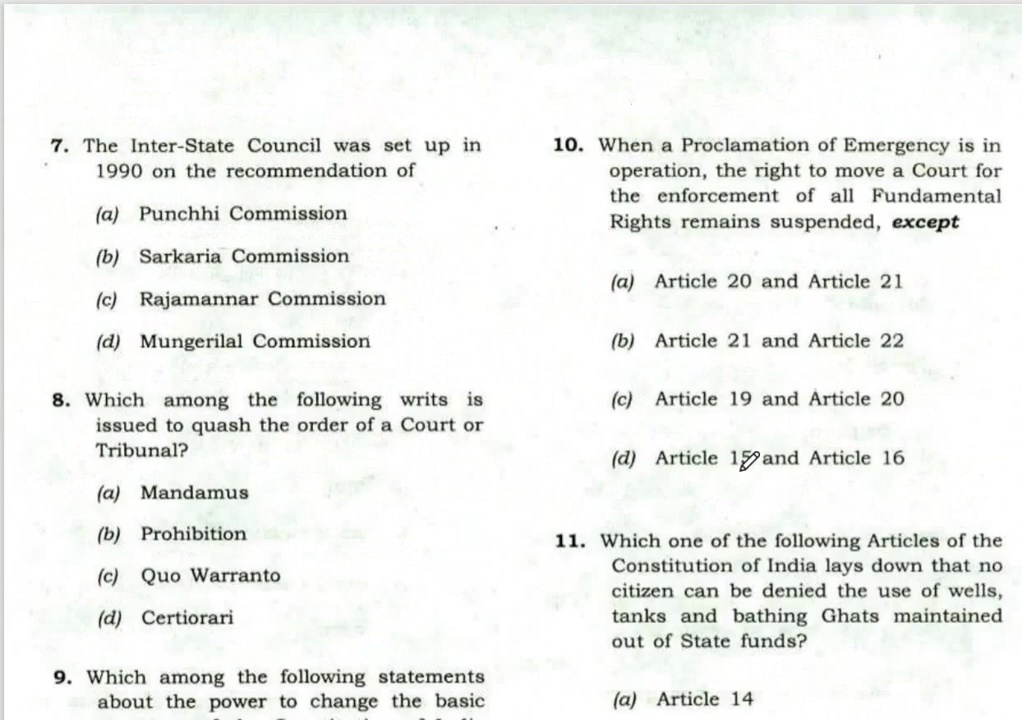 7. The Inter-State Council was set up in
1990 on the recommendation of
(a) Punchhi Commission
(b) Sarkaria Commission
(c) Rajamannar Commission
(d) Mungerilal Commission
8. Which among the following writs is
issued to quash the order of a Court or
Tribunal?
(a) Mandamus
(b) Prohibition
(c) Quo Warranto
(d) Certiorari
9. Which among the following statements
about the power to change the basic
10. When a Proclamation of Emergency is in
operation, the right to move a Court for
the enforcement of all Fundamental
Rights remains suspended, except
(a) Article 20 and Article 21
(b) Article 21 and Article 22
(c) Article 19 and Article 20
(d) Article 15 and Article 16
11. Which one of the following Articles of the
Constitution of India lays down that no
citizen can be denied the use of wells,
tanks and bathing Ghats maintained
out of State funds?
(a) Article 14